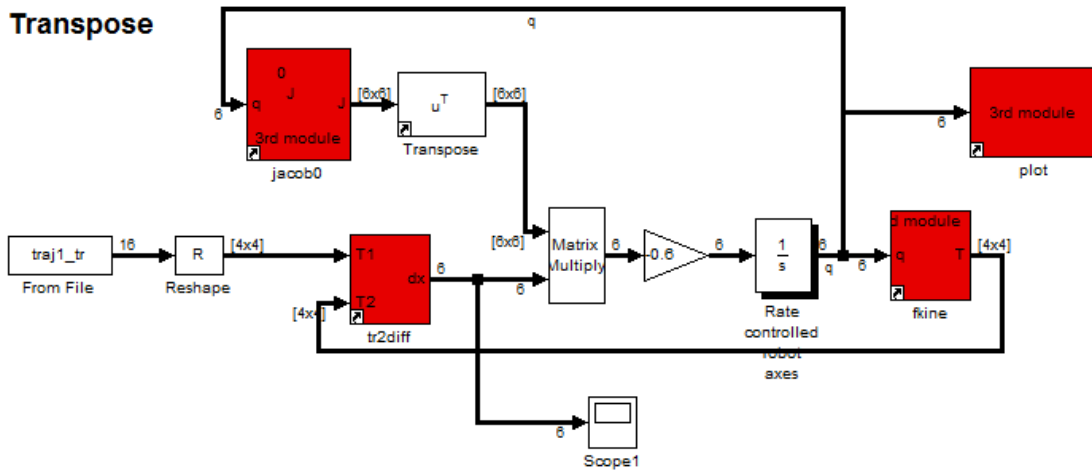 Transpose
q
0
J
q
J
3rd module
jacob0
6
[6x6]
u^T
Transpose
[6x6]
3rd module
plot
6
traj1_tr
From File
16
R
Reshape
[4x4]
T1
T2
dx
tr2diff
[4x4]
6
[6x6]
6
Matrix
Multiply
6
-0.6
6
1
s
Rate
controlled
robot
axes
6
q
6
d module
q
T
fkine
[4x4]
6
Scope1